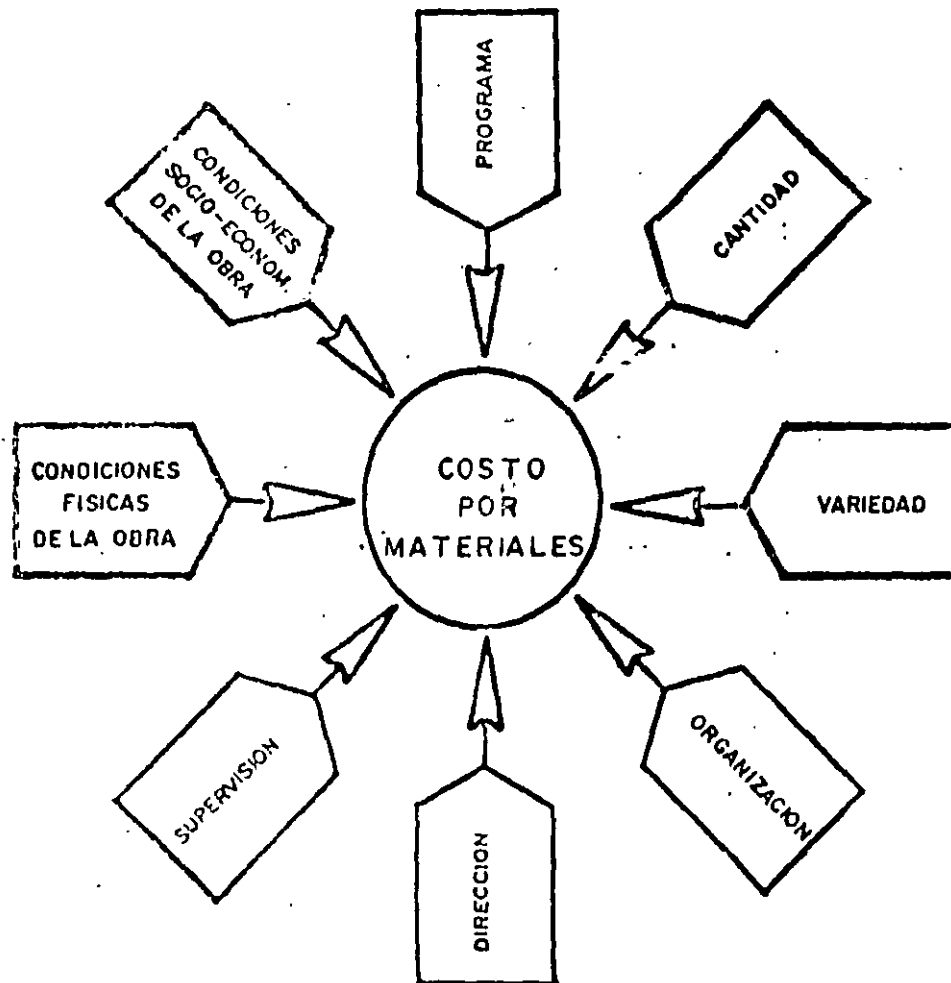 PROGRAMA
CANTIDAD
VARIEDAD
ORGANIZACION
DIRECCION
SUPERVISION
CONDICIONES
FISICAS
DE LA OBRA
CONDICIONES
SOCIO-ECONOM.
DE LA OBRA
COSTO
POR
MATERIALES